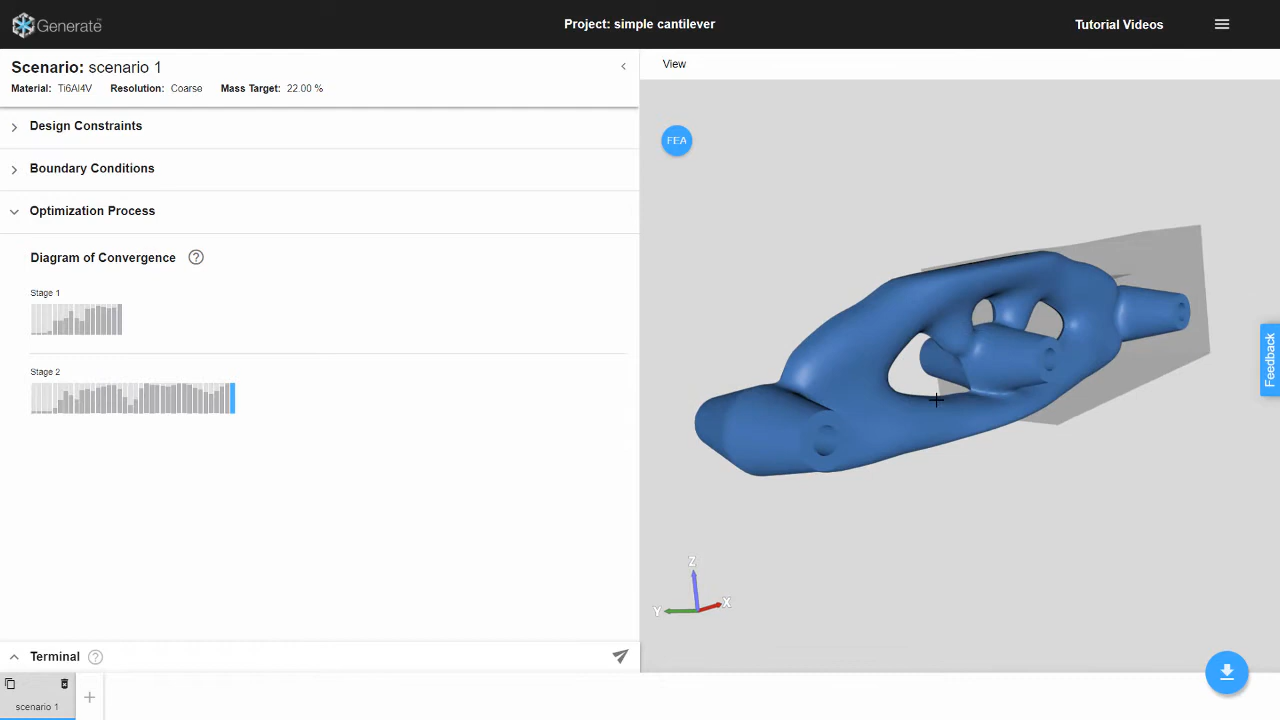 Generate
Project: simple cantilever
Tutorial Videos
Scenario: scenario 1
Material: Ti6Al4V Resolution: Coarse Mass Target: 22.00 %
View
Design Constraints
FEA
Boundary Conditions
Optimization Process
Diagram of Convergence ?
Stage 1
Stage 2
Feedback
Z
Y
X
Terminal ?
scenario 1